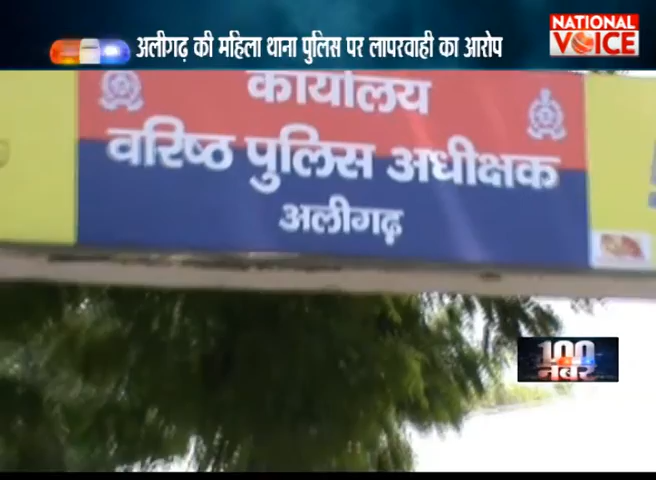 अलीगढ़ की महिला थाना पुलिस पर लापरवाही का आरोप
NATIONAL
VOICE
कार्यालय
वरिष्ठ पुलिस अधीक्षक
अलीगढ़
100
नंबर